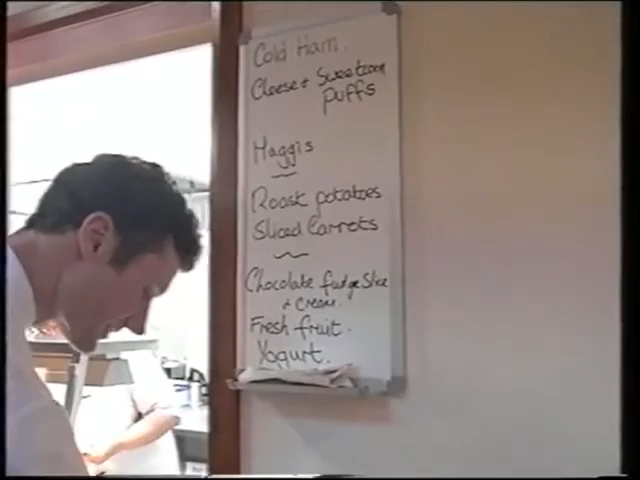 Cold Ham.
Cheese + Sweetcorn
puffs
Haggis
Roast potatoes
Sliced Carrots
Chocolate fudge Slice
+ cream.
Fresh fruit.
Yogurt.